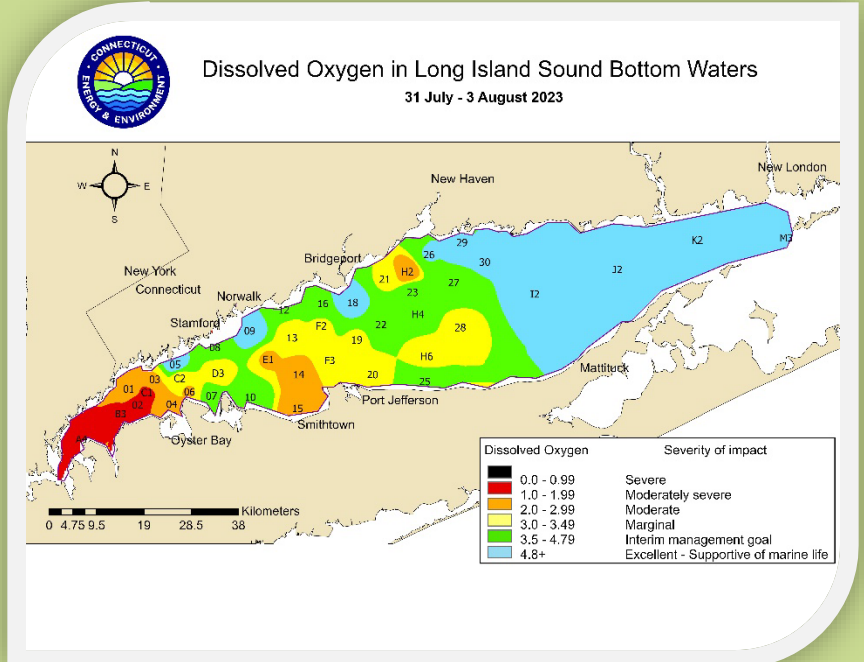 CONNECTICUT
ENERGY & ENVIRONMENT
Dissolved Oxygen in Long Island Sound Bottom Waters
31 July - 3 August 2023
N
W E
S
New London
New Haven
M3
K2
29
26
30
Bridgeport
J2
H2
21
27
New York
Connecticut
I2
23
Norwalk
16
18
12
H4
Stamford
09
F2
22
28
13
19
08
H6
05
E1
F3
Mattituck
D3
14
20
25
03
C2
01
C1
06
07
10
Port Jefferson
02
04
15
B3
Smithtown
Oyster Bay
A4
Dissolved Oxygen Severity of impact
0.0 - 0.99 Severe
1.0 - 1.99 Moderately severe
2.0 - 2.99 Moderate
3.0 - 3.49 Marginal
3.5 - 4.79 Interim management goal
4.8+ Excellent - Supportive of marine life
Kilometers
0 4.75 9.5 19 28.5 38